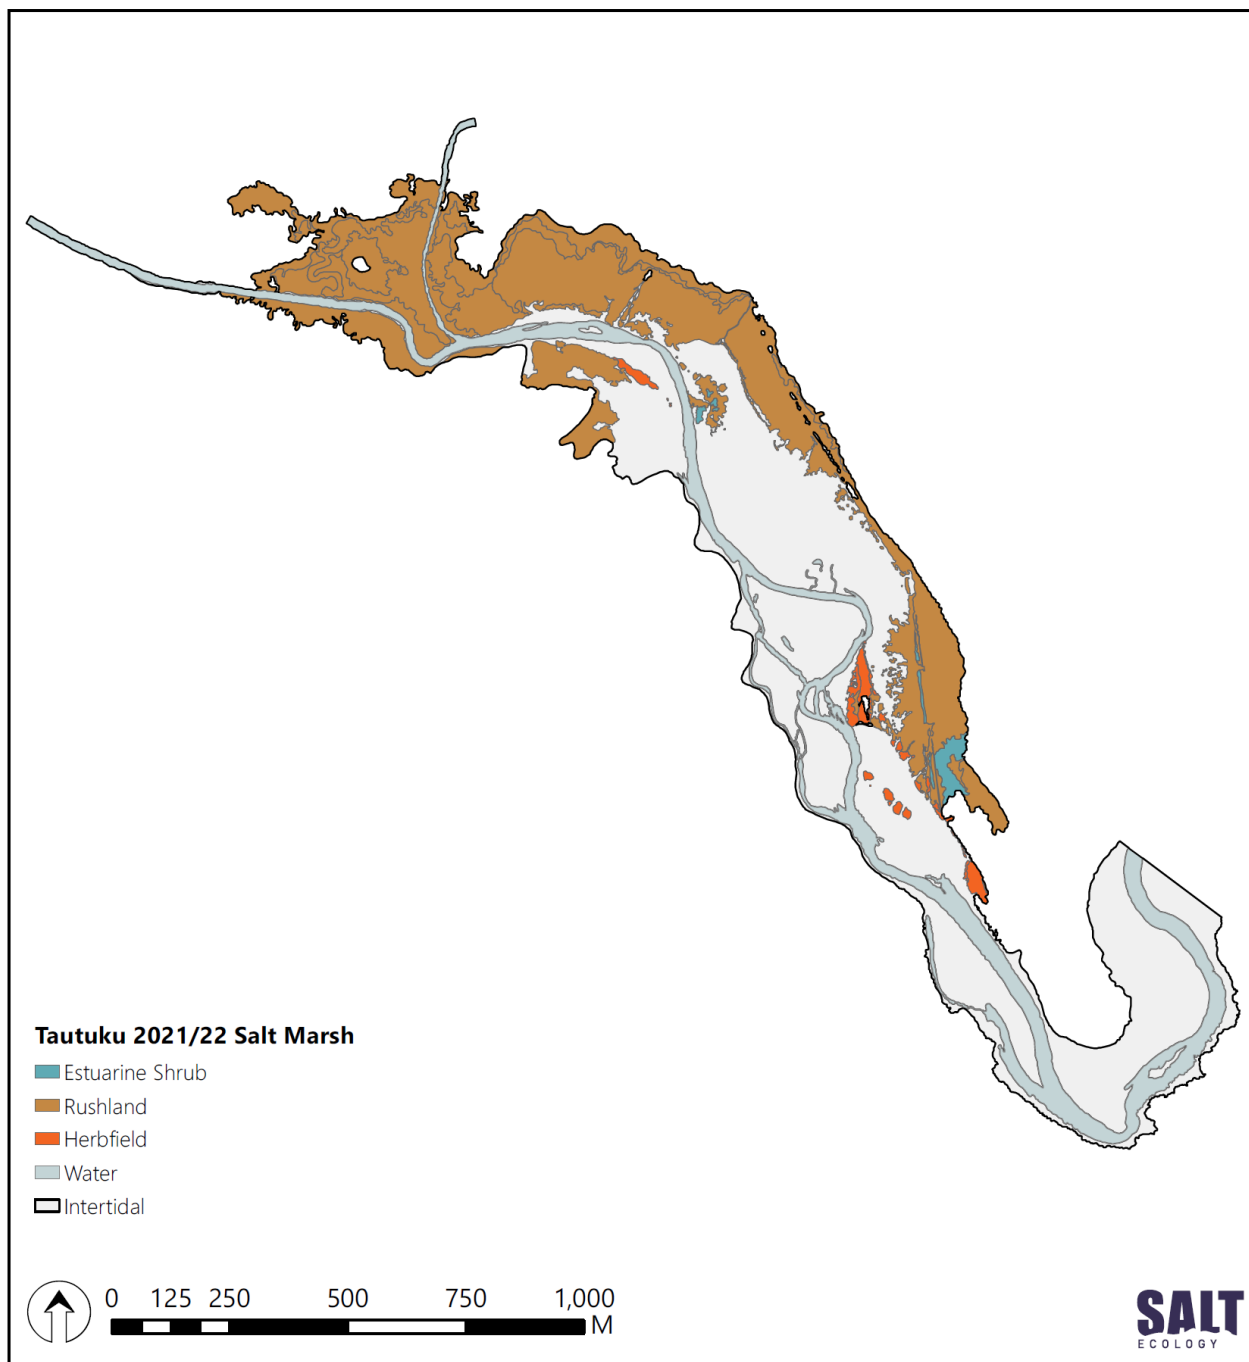 Tautuku 2021/22 Salt Marsh
Estuarine Shrub
Rushland
Herbfield
Water
Intertidal
0 125 250 500 750 1,000
M
SALT
ECOLOGY